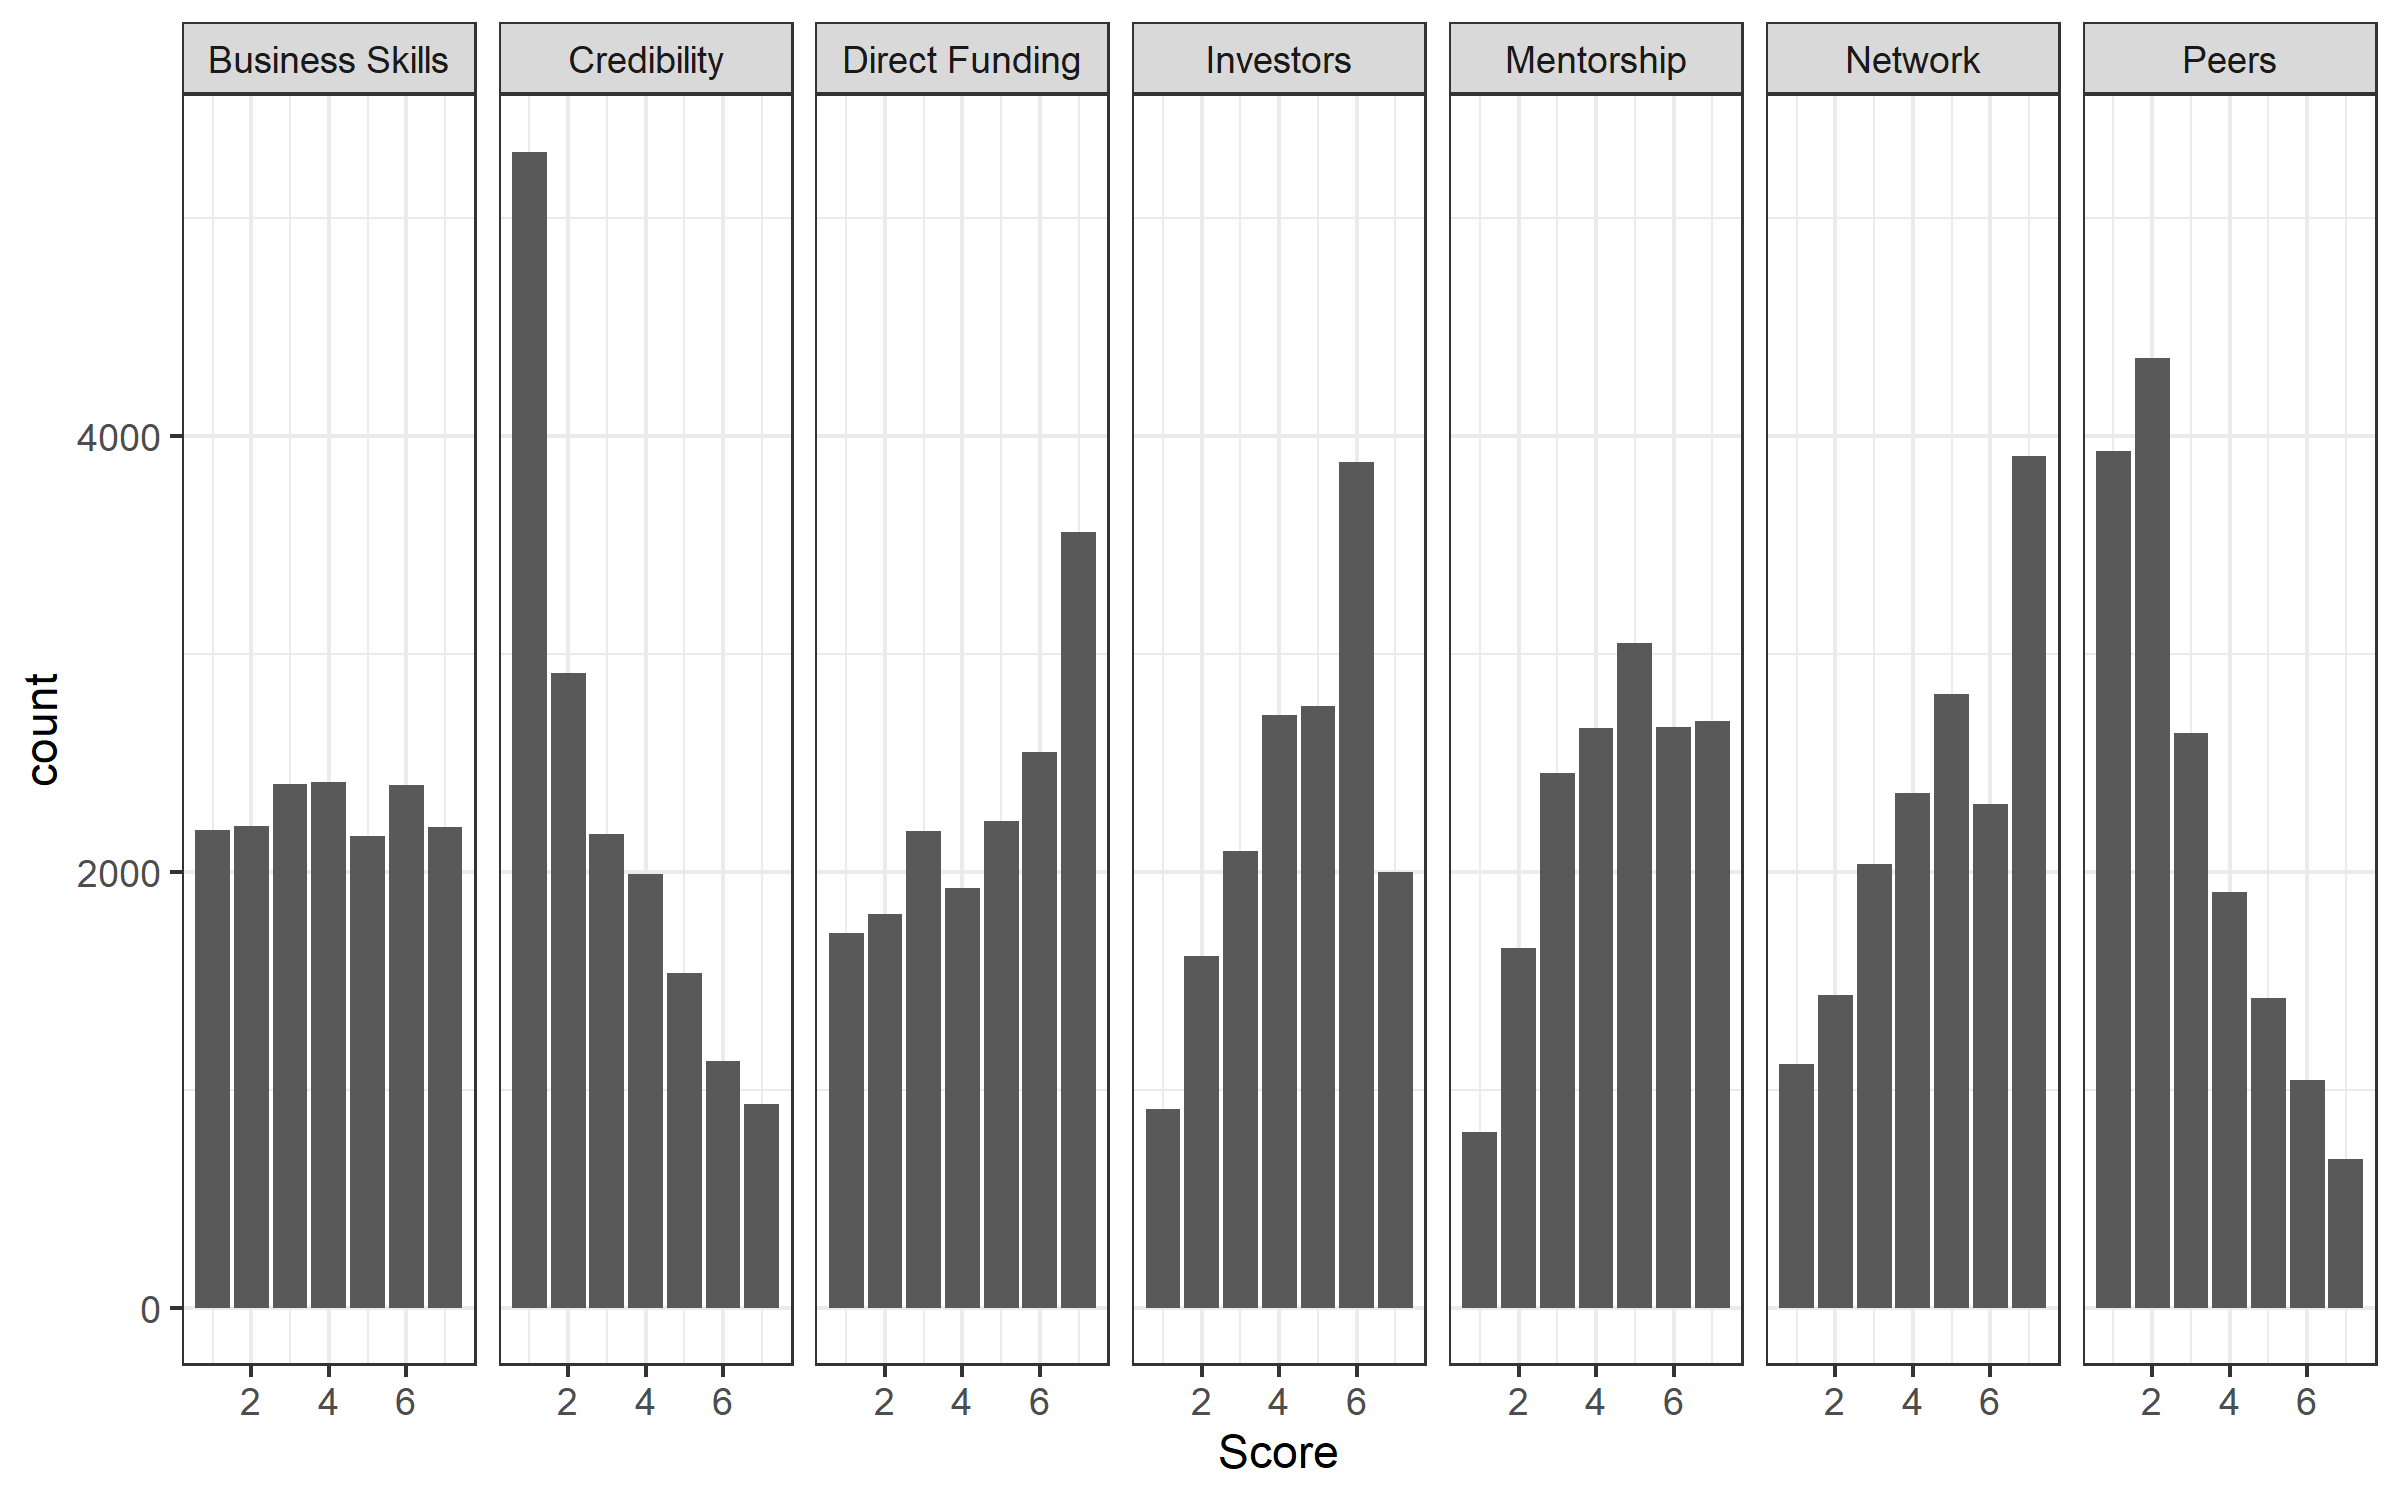 Business Skills Credibility Direct Funding Investors Mentorship Network Peers
4000
2000
0
count
2 4 6 2 4 6 2 4 6 2 4 6 2 4 6 2 4 6 2 4 6
Score